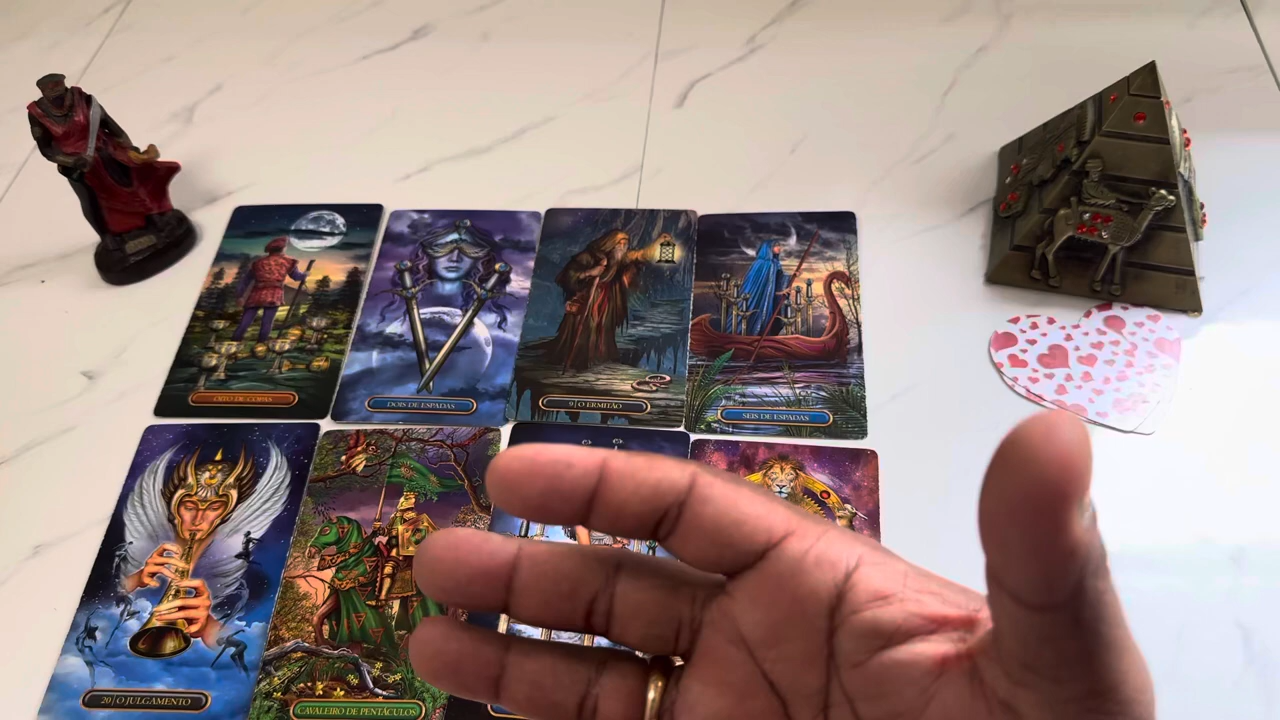 OITO DE COPAS
DOIS DE ESPADAS
9 | O ERMITÃO
SEIS DE ESPADAS
20 | O JULGAMENTO
CAVALEIRO DE PENTÁCULOS